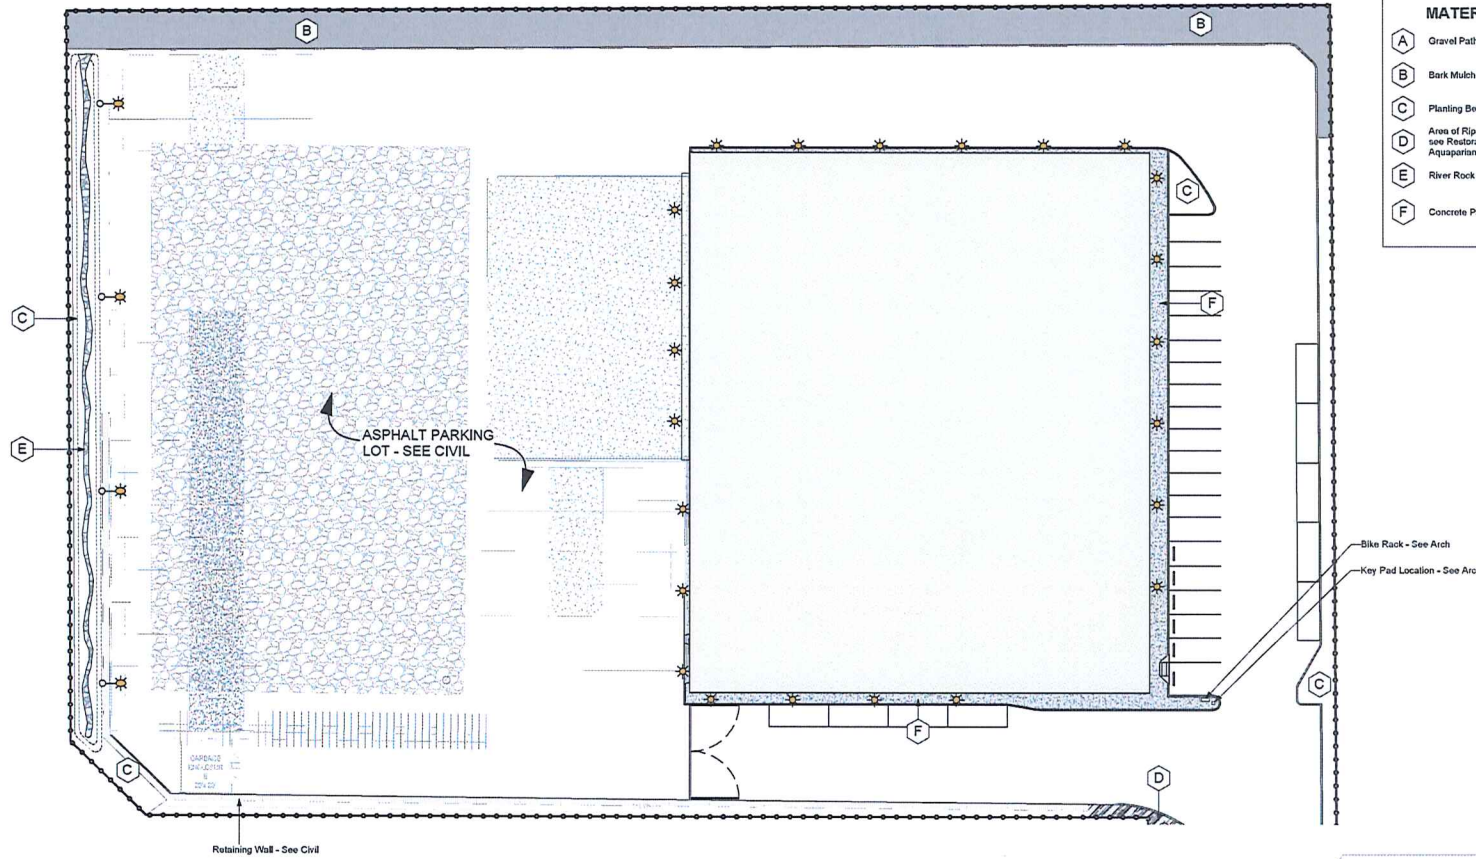 B
B
MATER
A Gravel Path
B Bark Mulch
C Planting Be
D Area of Rip
see Restora
Aquaparian
E River Rock
F Concrete P
C
F
C
E
ASPHALT PARKING
LOT - SEE CIVIL
Bike Rack - See Arch
Key Pad Location - See Arc
C
F
C
D
GARBAGE
Retaining Wall - See Civil